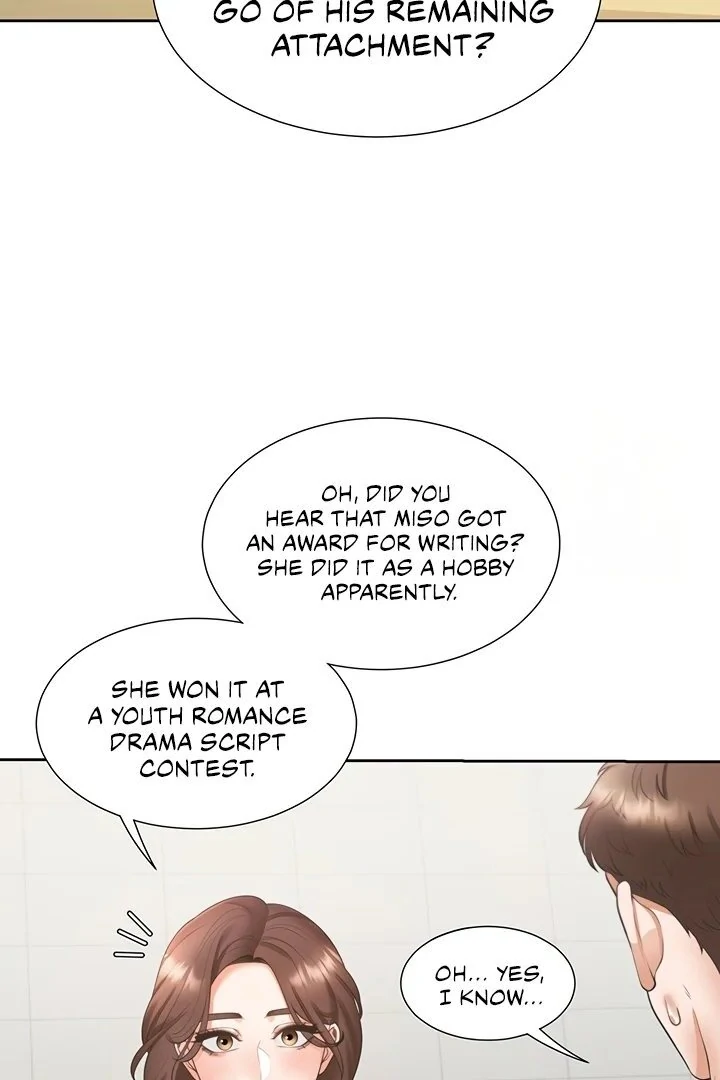 GO OF HIS REMAINING
ATTACHMENT?
OH, DID YOU
HEAR THAT MISO GOT
AN AWARD FOR WRITING?
SHE DID IT AS A HOBBY
APPARENTLY.
SHE WON IT AT
A YOUTH ROMANCE
DRAMA SCRIPT
CONTEST.
OH... YES,
I KNOW...